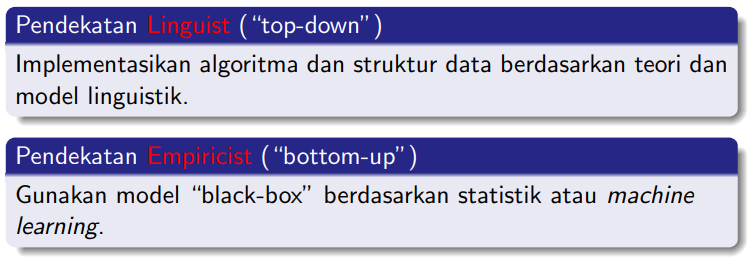 Pendekatan Linguist (“top-down”)
Implementasikan algoritma dan struktur data berdasarkan teori dan
model linguistik.
Pendekatan Empiricist (“bottom-up”)
Gunakan model “black-box” berdasarkan statistik atau machine
learning.